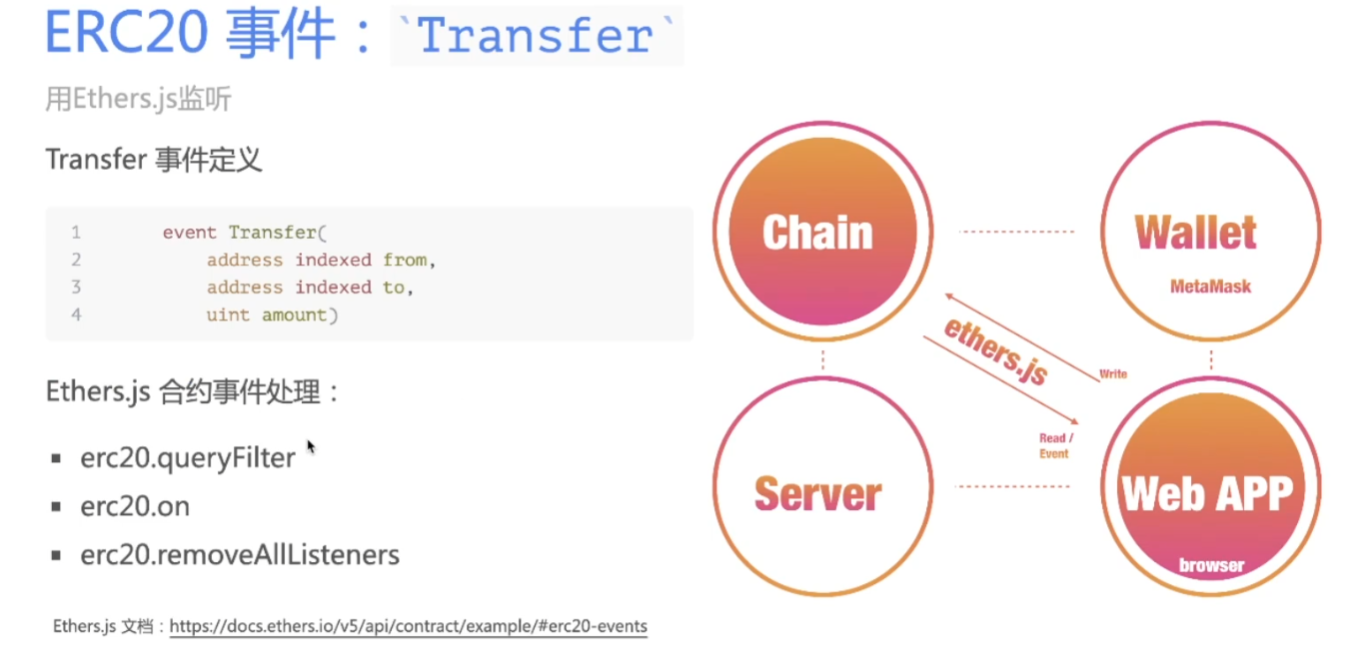 ERC20 事件：`Transfer`
用Ethers.js监听
Transfer 事件定义
1 event Transfer(
2 address indexed from,
3 address indexed to,
4 uint amount)
Ethers.js 合约事件处理：
▪ erc20.queryFilter
▪ erc20.on
▪ erc20.removeAllListeners
Ethers.js 文档：https://docs.ethers.io/v5/api/contract/example/#erc20-events
Chain
Wallet
MetaMask
ethers.js
Write
Read /
Event
Server
Web APP
browser